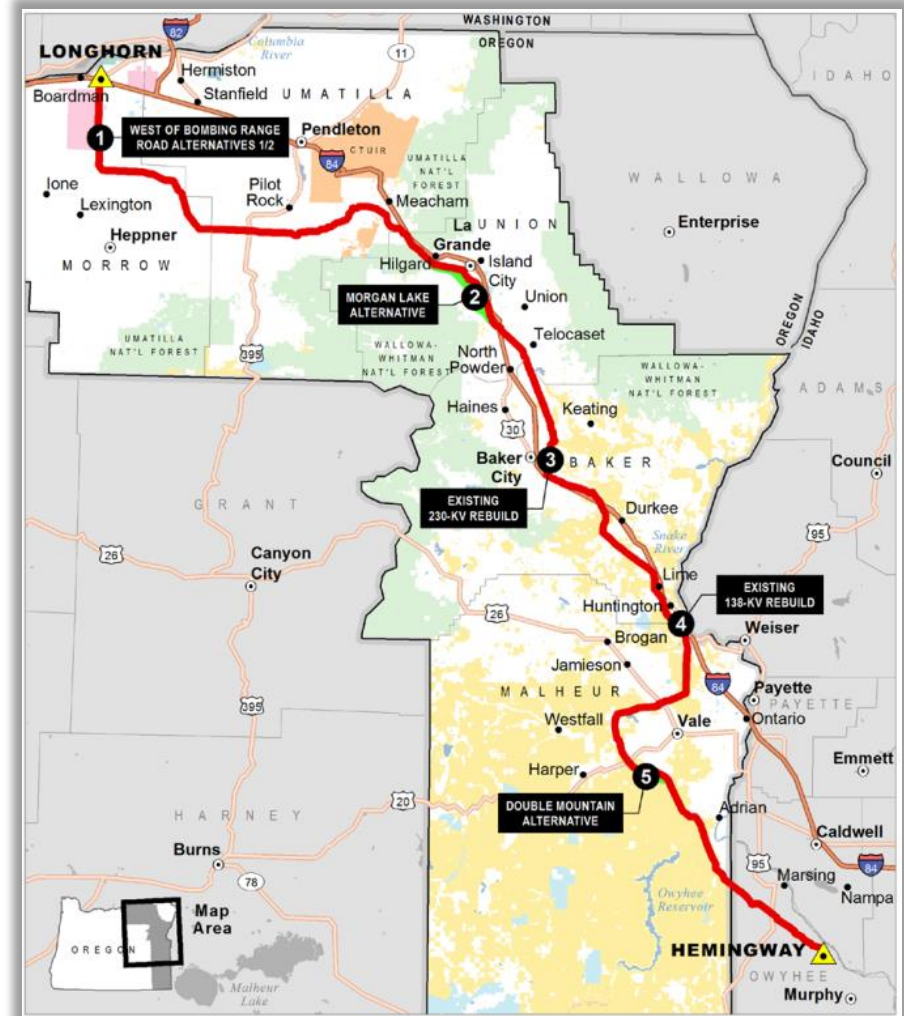 WASHINGTON
OREGON
82
LONGHORN
Columbia
River
11
IDAHO
Hermiston
Boardman
Stanfield
UMATILLA
1
WEST OF BOMBING RANGE
ROAD ALTERNATIVES 1/2
Pendleton
CTUIR
84
UMATILLA
NAT'L FOREST
WALLOWA
Ione
Pilot
Rock
Meacham
Lexington
La
Grande
UNION
Enterprise
Heppner
Hilgard
Island
City
MORROW
2
MORGAN LAKE
ALTERNATIVE
Union
OREGON
IDAHO
UMATILLA
NAT'L FOREST
395
WALLOWA-
WHITMAN
NAT'L FOREST
Telocaset
North
Powder
WALLOWA-
WHITMAN
NAT'L FOREST
ADAMS
Haines
Keating
30
Baker
City
3
BAKER
Council
EXISTING
230-KV REBUILD
GRANT
Durkee
Snake
River
95
26
Canyon
City
Lime
EXISTING
138-KV REBUILD
Huntington
4
26
Weiser
Brogan
Jamieson
84
MALHEUR
Payette
PAYETTE
395
Westfall
Vale
Ontario
Harper
5
Emmett
DOUBLE MOUNTAIN
ALTERNATIVE
20
HARNEY
Adrian
Caldwell
Burns
95
84
78
Marsing
Nampa
Map
Area
Owyhee
Reservoir
OREGON
HEMINGWAY
OWYHEE
Malheur
Lake
Murphy